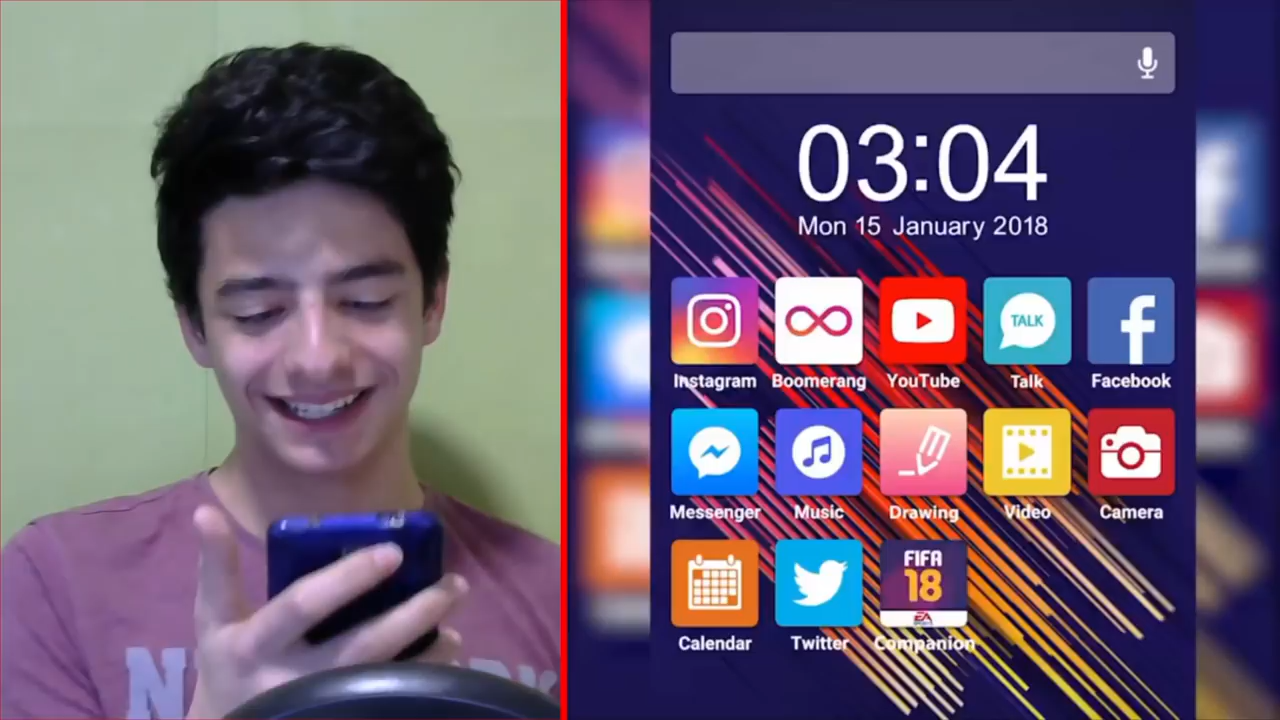 03:04
Mon 15 January 2018
TALK
Instagram Boomerang YouTube Talk Facebook
Messenger Music Drawing Video Camera
FIFA
18
EA
Calendar Twitter Companion